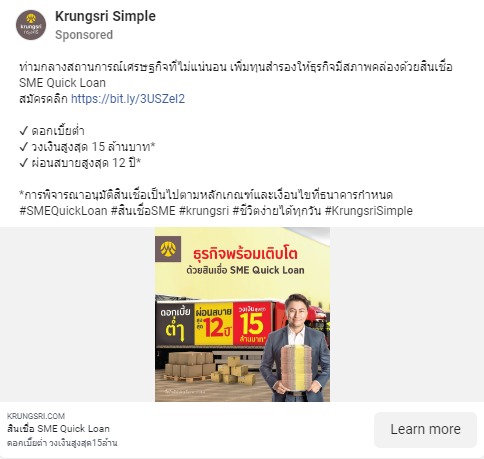 krungsri
กรุงศรี
Krungsri Simple
Sponsored
ท่ามกลางสถานการณ์เศรษฐกิจที่ไม่แน่นอน เพิ่มทุนสำรองให้ธุรกิจมีสภาพคล่องด้วยสินเชื่อ
SME Quick Loan
สมัครคลิก https://bit.ly/3USZeI2
✓ ดอกเบี้ยต่ำ
✓ วงเงินสูงสุด 15 ล้านบาท*
✓ ผ่อนสบายสูงสุด 12 ปี*
*การพิจารณาอนุมัติสินเชื่อเป็นไปตามหลักเกณฑ์และเงื่อนไขที่ธนาคารกำหนด
#SMEQuickLoan #สินเชื่อSME #krungsri #ชีวิตง่ายได้ทุกวัน #KrungsriSimple
ธุรกิจพร้อมเติบโต
ด้วยสินเชื่อ SME Quick Loan
ดอกเบี้ย
ต่ำ
ผ่อนสบาย
สูงสุด 12 ปี
วงเงินสูงสุด
15
ล้านบาท*
KRUNGSRI.COM
สินเชื่อ SME Quick Loan
ดอกเบี้ยต่ำ วงเงินสูงสุด15ล้าน
Learn more